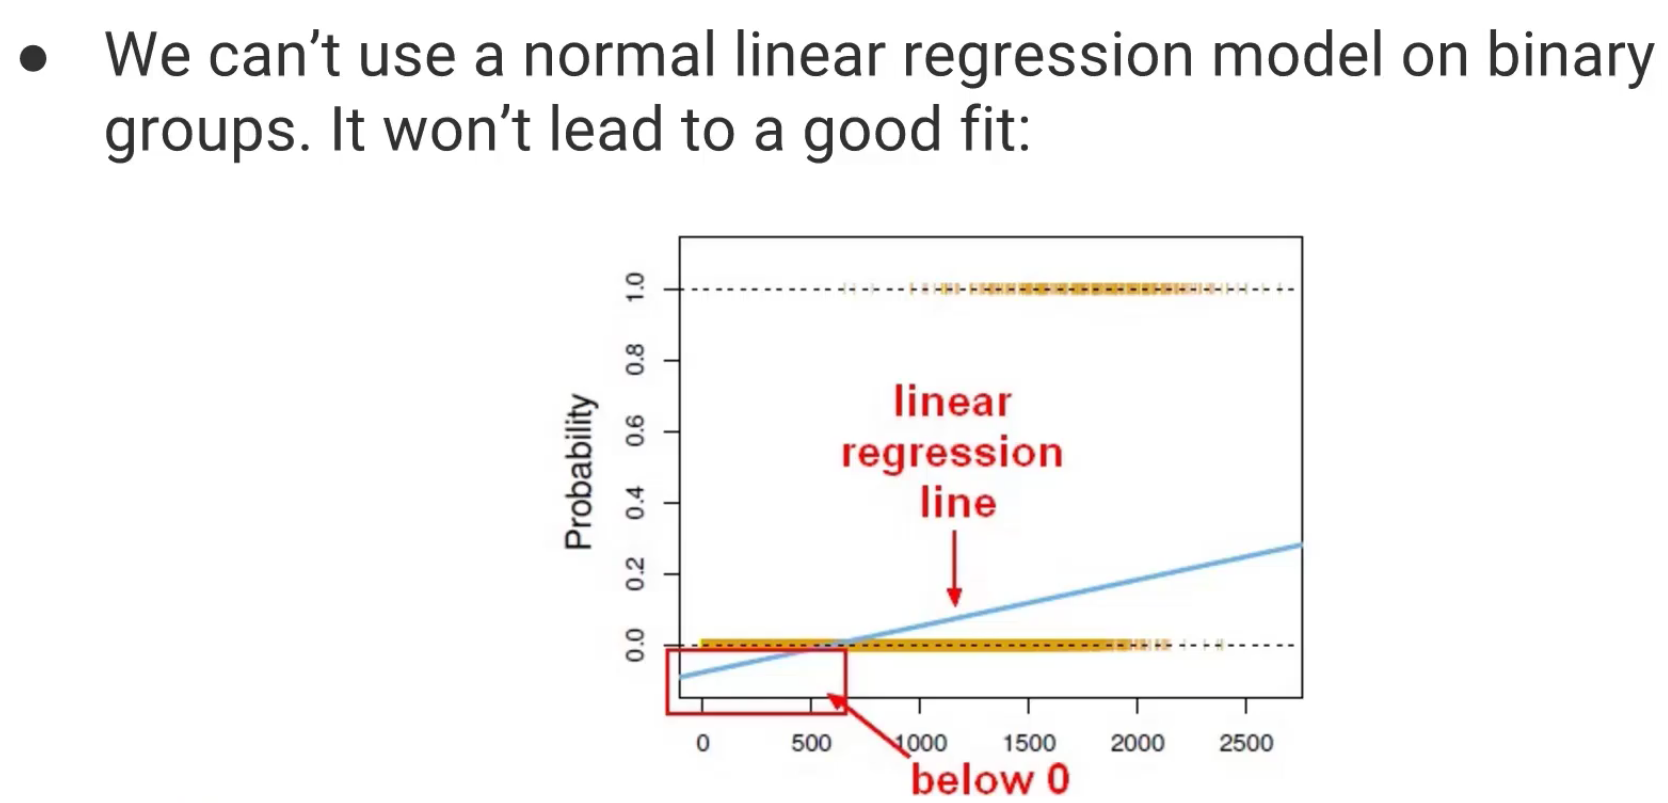 ● We can’t use a normal linear regression model on binary
groups. It won’t lead to a good fit:
1.0
0.8
0.6
0.4
0.2
0.0
Probability
linear
regression
line
0 500 1000 1500 2000 2500
below 0